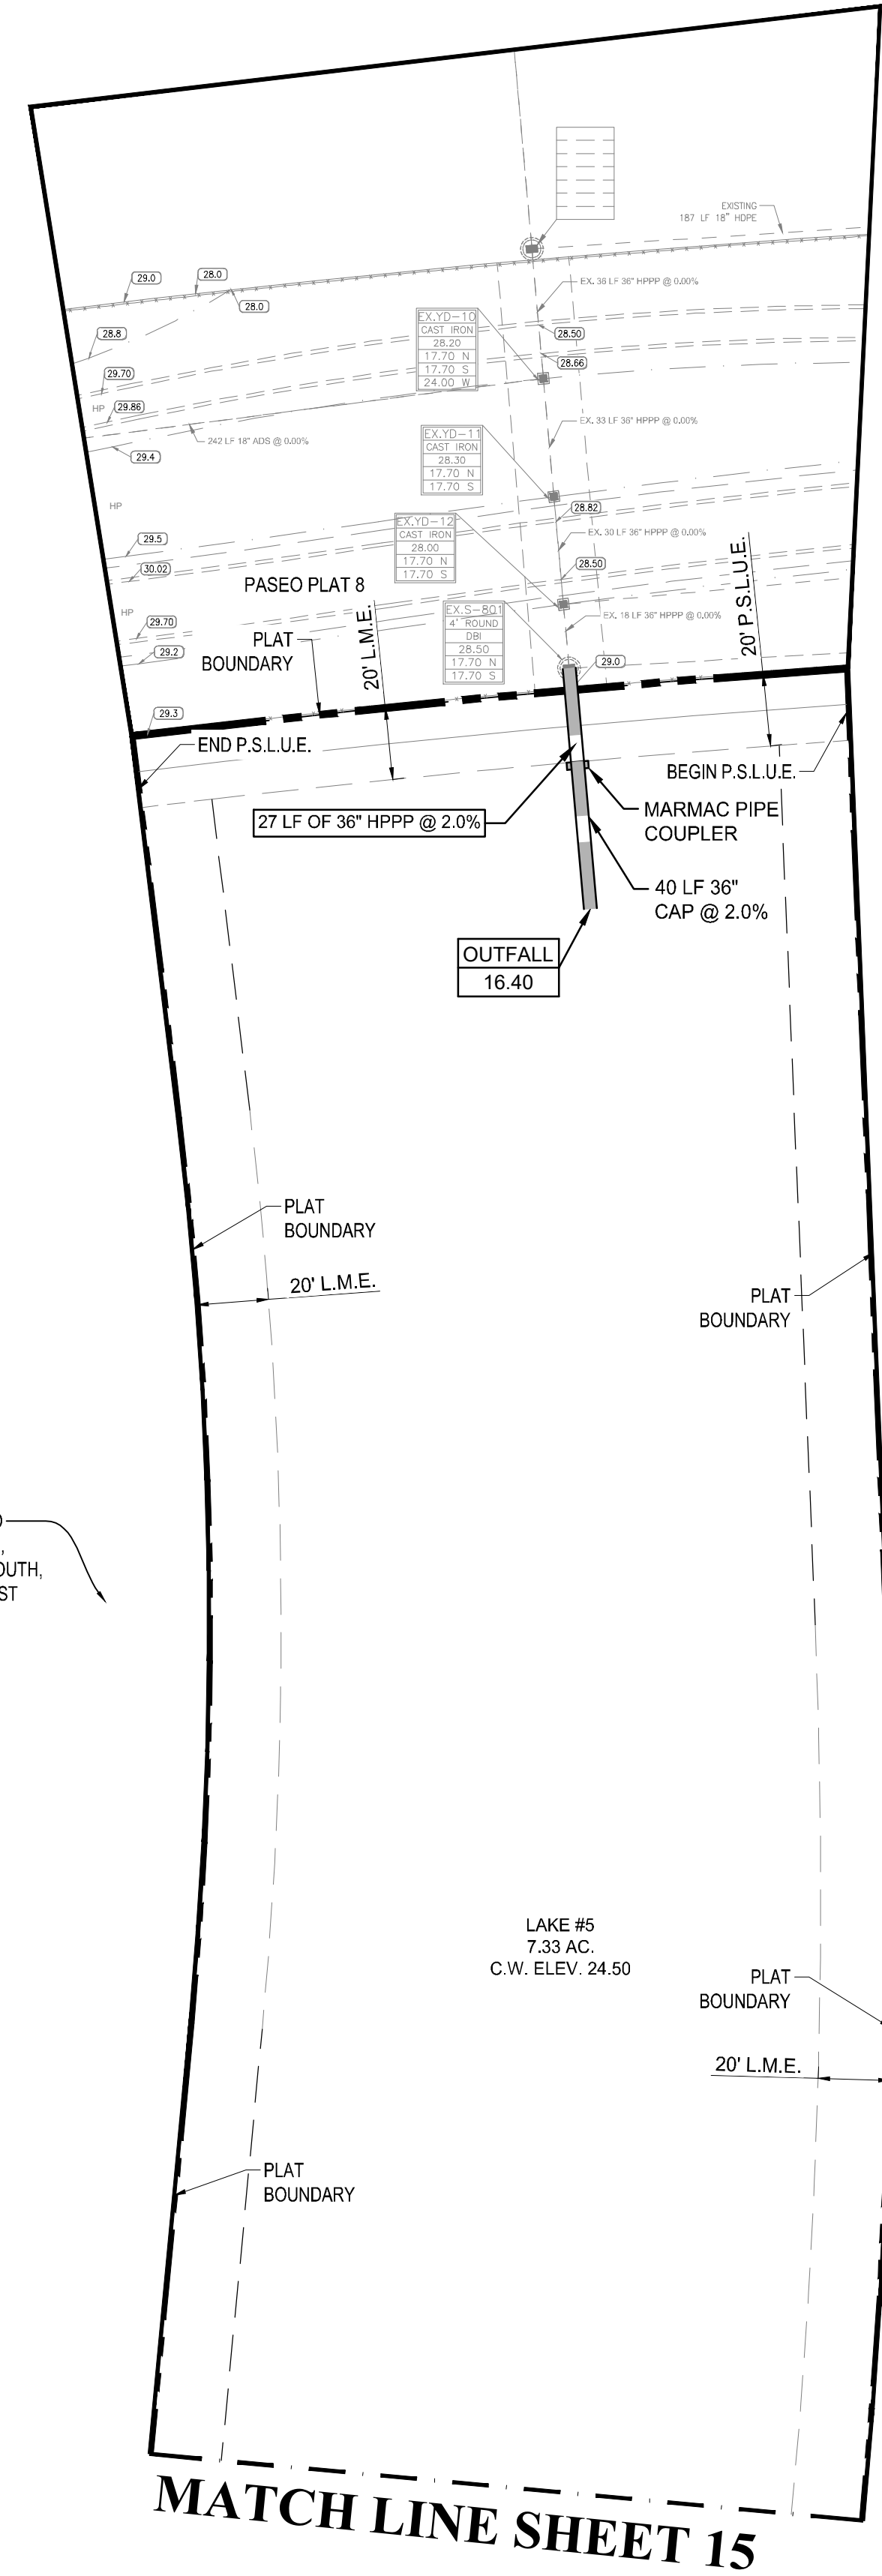 EXISTING
187 LF 18" HDPE
29.0
28.0
28.0
EX. 36 LF 36" HPPP @ 0.00%
EX.YD-10
CAST IRON
28.20
17.70 N
17.70 S
24.00 W
28.50
28.8
28.66
29.70
HP
29.86
EX. 33 LF 36" HPPP @ 0.00%
242 LF 18" ADS @ 0.00%
29.4
EX.YD-11
CAST IRON
28.30
17.70 N
17.70 S
HP
28.82
EX.YD-12
CAST IRON
28.00
17.70 N
17.70 S
EX. 30 LF 36" HPPP @ 0.00%
29.5
30.02
28.50
PASEO PLAT 8
20' P.S.L.U.E.
HP
29.70
EX.S-801
4' ROUND
DBI
28.50
17.70 N
17.70 S
EX. 18 LF 36" HPPP @ 0.00%
PLAT
BOUNDARY
20' L.M.E.
29.2
29.0
29.3
END P.S.L.U.E.
BEGIN P.S.L.U.E.
27 LF OF 36" HPPP @ 2.0%
MARMAC PIPE
COUPLER
40 LF 36"
CAP @ 2.0%
OUTFALL
16.40
PLAT
BOUNDARY
20' L.M.E.
PLAT
BOUNDARY
OUTH,
ST
LAKE #5
7.33 AC.
C.W. ELEV. 24.50
PLAT
BOUNDARY
20' L.M.E.
PLAT
BOUNDARY
MATCH LINE SHEET 15